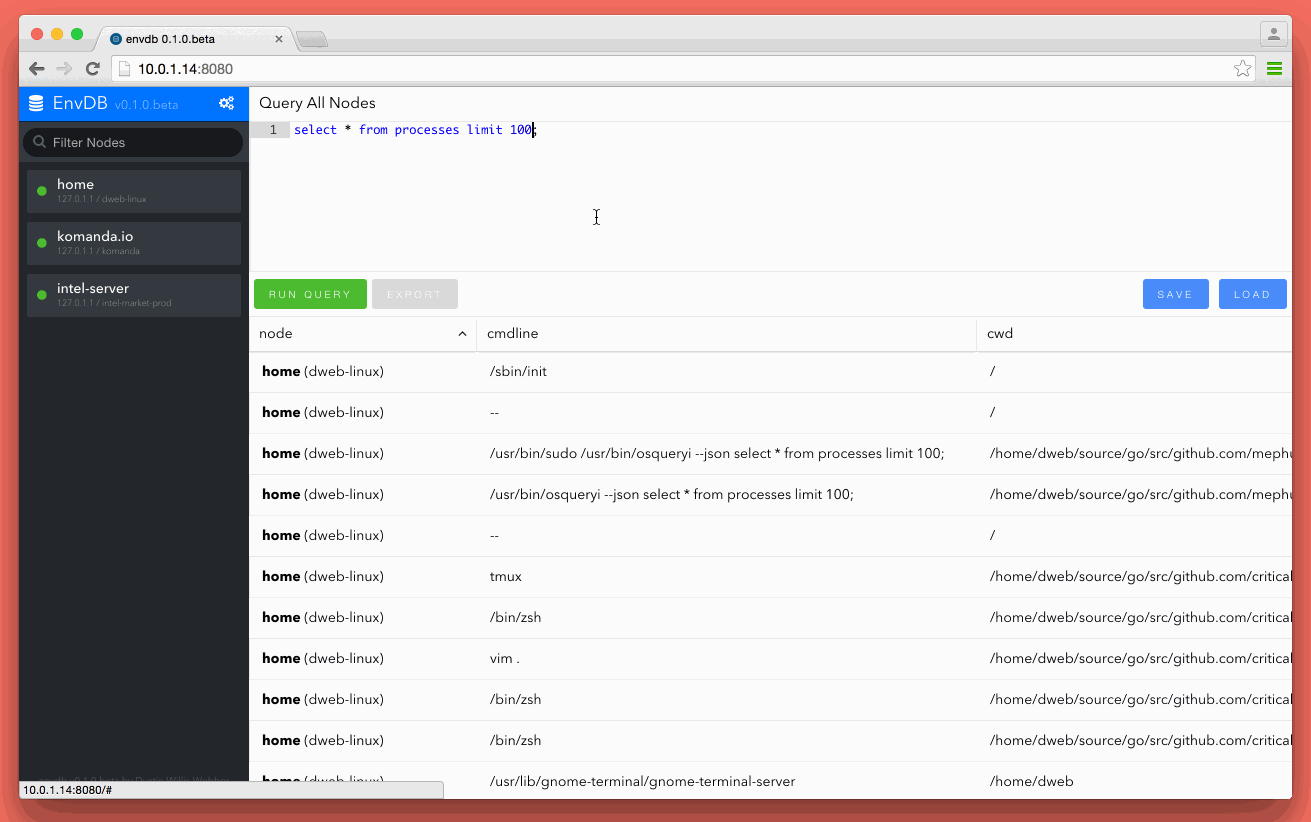 envdb 0.1.0.beta
10.0.1.14:8080
EnvDB v0.1.0.beta
Filter Nodes
home
127.0.1.1 / dweb-linux
komanda.io
127.0.1.1 / komanda
intel-server
127.0.1.1 / intel-market-prod
Query All Nodes
1 select * from processes limit 100;
RUN QUERY EXPORT SAVE LOAD
node cmdline cwd
home (dweb-linux) /sbin/init /
home (dweb-linux) -- /
home (dweb-linux) /usr/bin/sudo /usr/bin/osqueryi --json select * from processes limit 100; /home/dweb/source/go/src/github.com/meph
home (dweb-linux) /usr/bin/osqueryi --json select * from processes limit 100; /home/dweb/source/go/src/github.com/meph
home (dweb-linux) -- /
home (dweb-linux) tmux /home/dweb/source/go/src/github.com/critical
home (dweb-linux) /bin/zsh /home/dweb/source/go/src/github.com/critical
home (dweb-linux) vim . /home/dweb/source/go/src/github.com/critical
home (dweb-linux) /bin/zsh /home/dweb/source/go/src/github.com/critical
home (dweb-linux) /bin/zsh /home/dweb/source/go/src/github.com/critical
home (dweb-linux) /usr/lib/gnome-terminal/gnome-terminal-server /home/dweb
10.0.1.14:8080/#